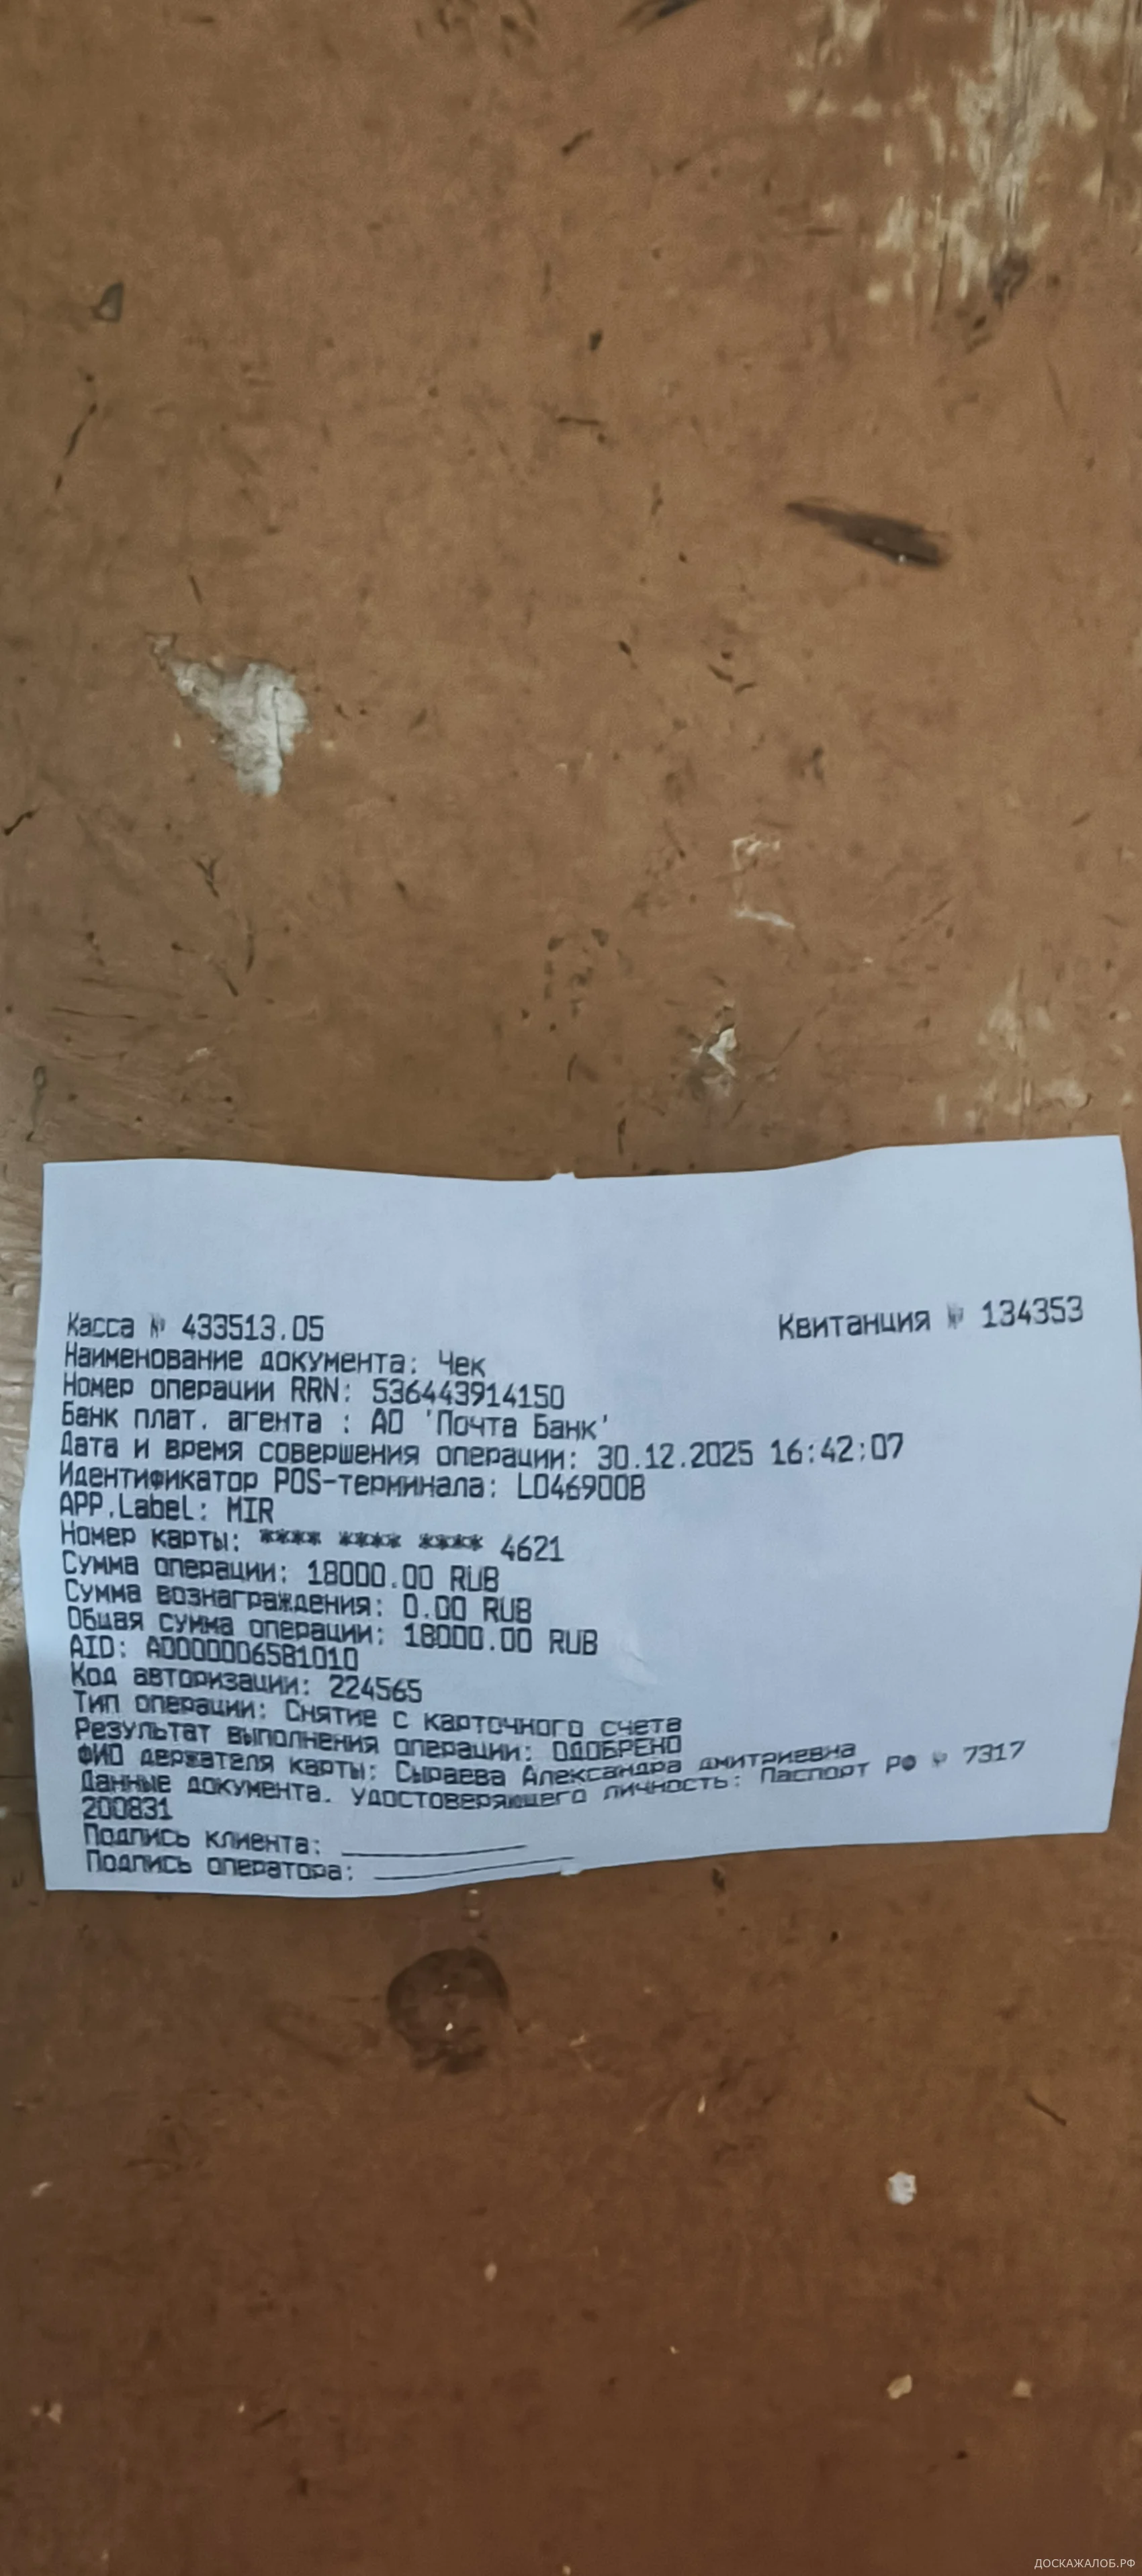 Касса № 433513.05 Квитанция № 134353
Наименование документа: Чек
Номер операции RRN: 536443914150
Банк плат. агента : АО 'Почта Банк'
Дата и время совершения операции: 30.12.2025 16:42:07
Идентификатор POS-терминала: L0469008
APP.Label: MIR
Номер карты: **** **** **** 4621
Сумма операции: 18000.00 RUB
Сумма вознаграждения: 0.00 RUB
Общая сумма операции: 18000.00 RUB
AID: A0000006581010
Код авторизации: 224565
Тип операции: Снятие с карточного счета
Результат выполнения операции: ОДОБРЕНО
ФИО держателя карты: Сыраева Александра дмитриевна
Данные документа. Удостоверяющего личность: Паспорт РФ № 7317
200831
Подпись клиента: ____________
Подпись оператора: ____________
ДОСКАЖАЛОБ.РФ